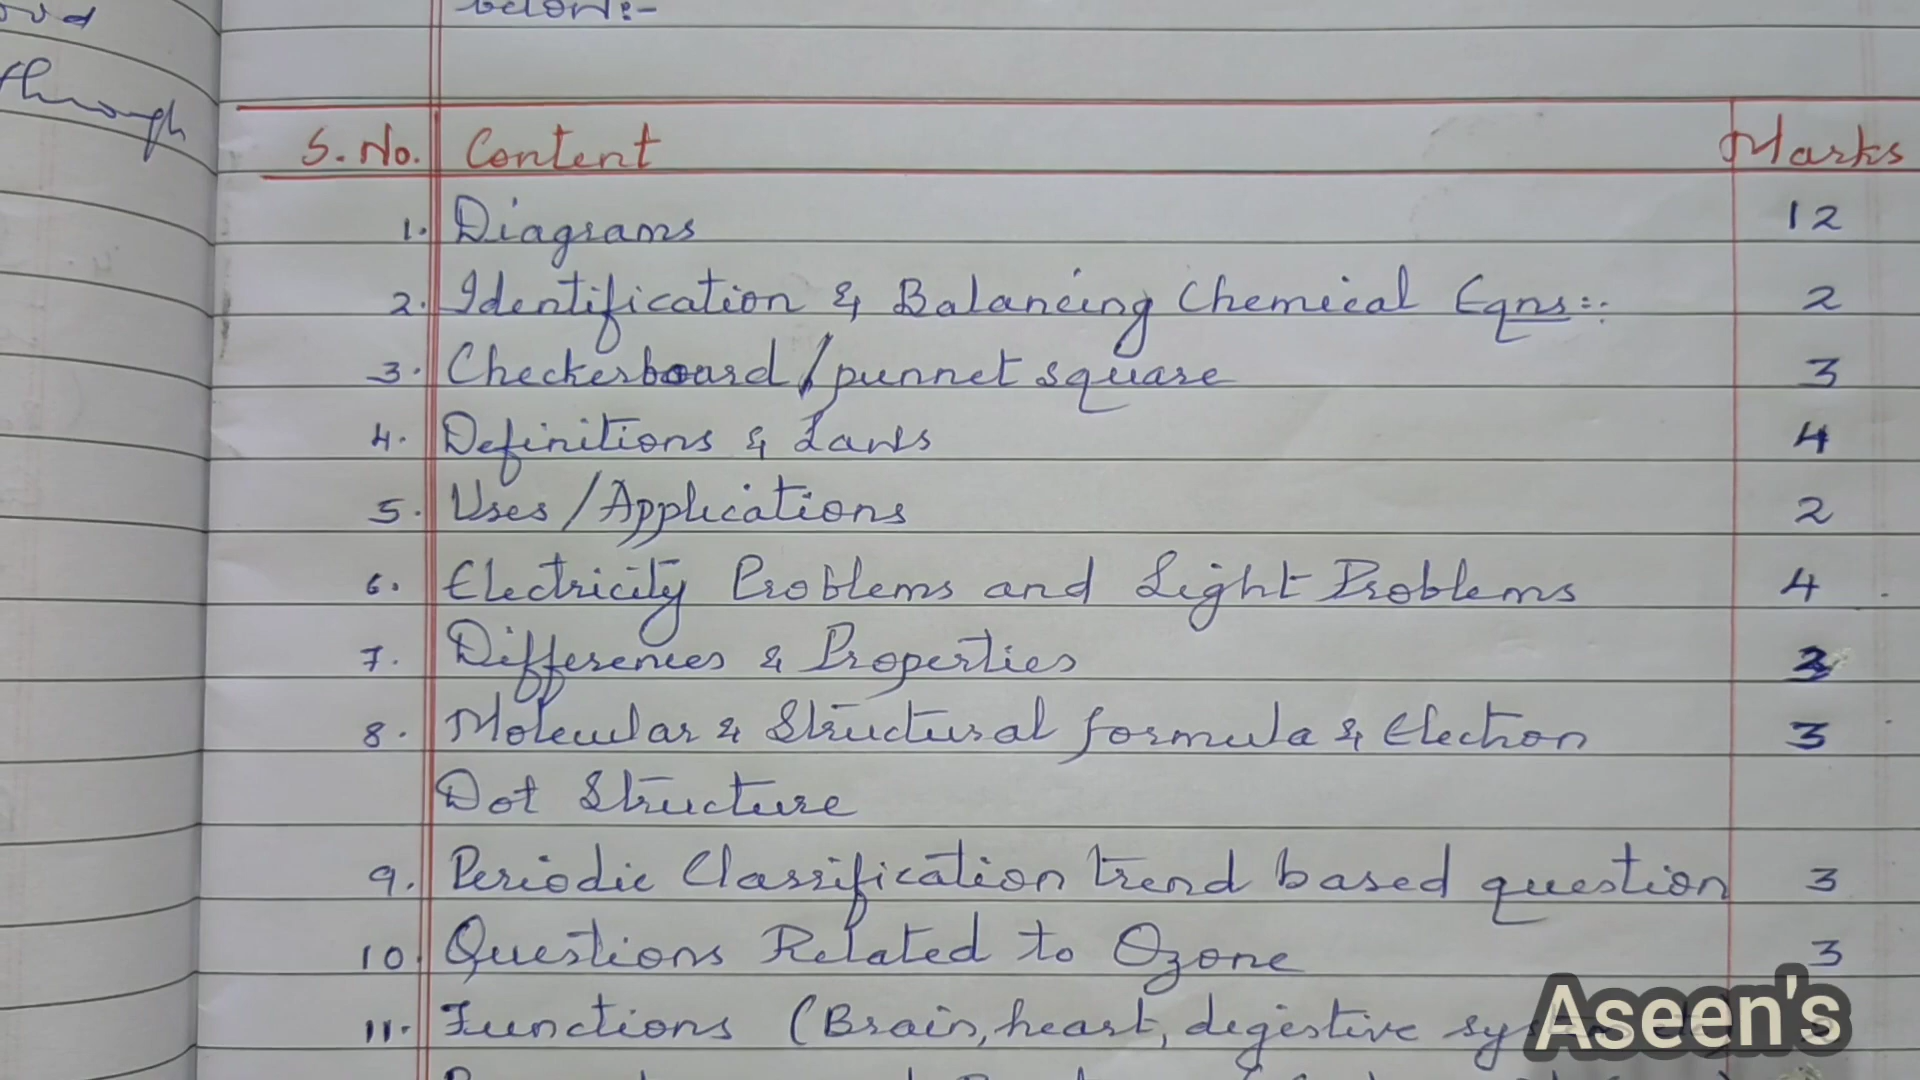 through
below:-
S. No. Content Marks
1. Diagrams 12
2. Identification & Balancing Chemical Eqns:. 2
3. Checkerboard/punnet square 3
4. Definitions & Laws 4
5. Uses/Applications 2
6. Electricity Problems and Light Problems 4
7. Differences & Properties
8. Molecular & Structural formula & Electron 3
Dot Structure
9. Periodic Classification trend based question 3
10. Questions Related to Ozone 3
11. Functions (Brain, heart, digestive
Aseen's